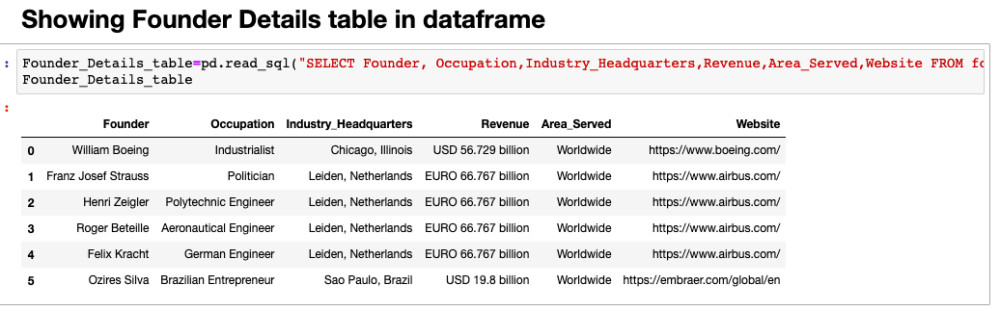 Showing Founder Details table in dataframe
: Founder_Details_table=pd.read_sql("SELECT Founder, Occupation,Industry_Headquarters,Revenue,Area_Served,Website FROM
Founder_Details_table
:
Founder Occupation Industry_Headquarters Revenue Area_Served Website
0 William Boeing Industrialist Chicago, Illinois USD 56.729 billion Worldwide https://www.boeing.com/
1 Franz Josef Strauss Politician Leiden, Netherlands EURO 66.767 billion Worldwide https://www.airbus.com/
2 Henri Zeigler Polytechnic Engineer Leiden, Netherlands EURO 66.767 billion Worldwide https://www.airbus.com/
3 Roger Beteille Aeronautical Engineer Leiden, Netherlands EURO 66.767 billion Worldwide https://www.airbus.com/
4 Felix Kracht German Engineer Leiden, Netherlands EURO 66.767 billion Worldwide https://www.airbus.com/
5 Ozires Silva Brazilian Entrepreneur Sao Paulo, Brazil USD 19.8 billion Worldwide https://embraer.com/global/en